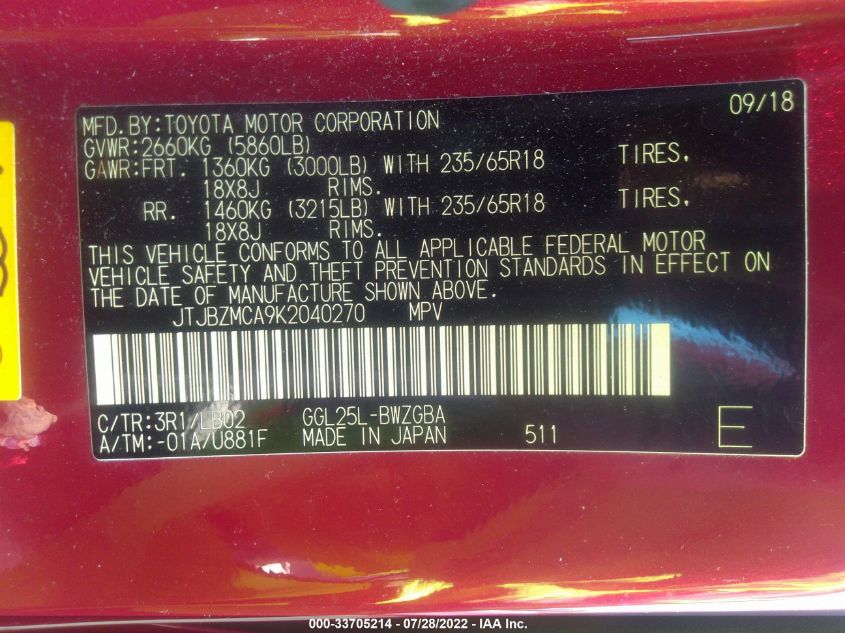 09/18
MFD.BY:TOYOTA MOTOR CORPORATION
GVWR:2660KG (5860LB)
GAWR:FRT. 1360KG (3000LB) WITH 235/65R18 TIRES.
18X8J RIMS.
RR. 1460KG (3215LB) WITH 235/65R18 TIRES.
18X8J RIMS.
THIS VEHICLE CONFORMS TO ALL APPLICABLE FEDERAL MOTOR
VEHICLE SAFETY AND THEFT PREVENTION STANDARDS IN EFFECT ON
THE DATE OF MANUFACTURE SHOWN ABOVE.
JTJBZMCA9K2040270 MPV
C/TR:3R1/LB02 GGL25L-BWZGBA
A/TM:-01A/U881F MADE IN JAPAN 511 E
000-33705214 - 07/28/2022 - IAA Inc.